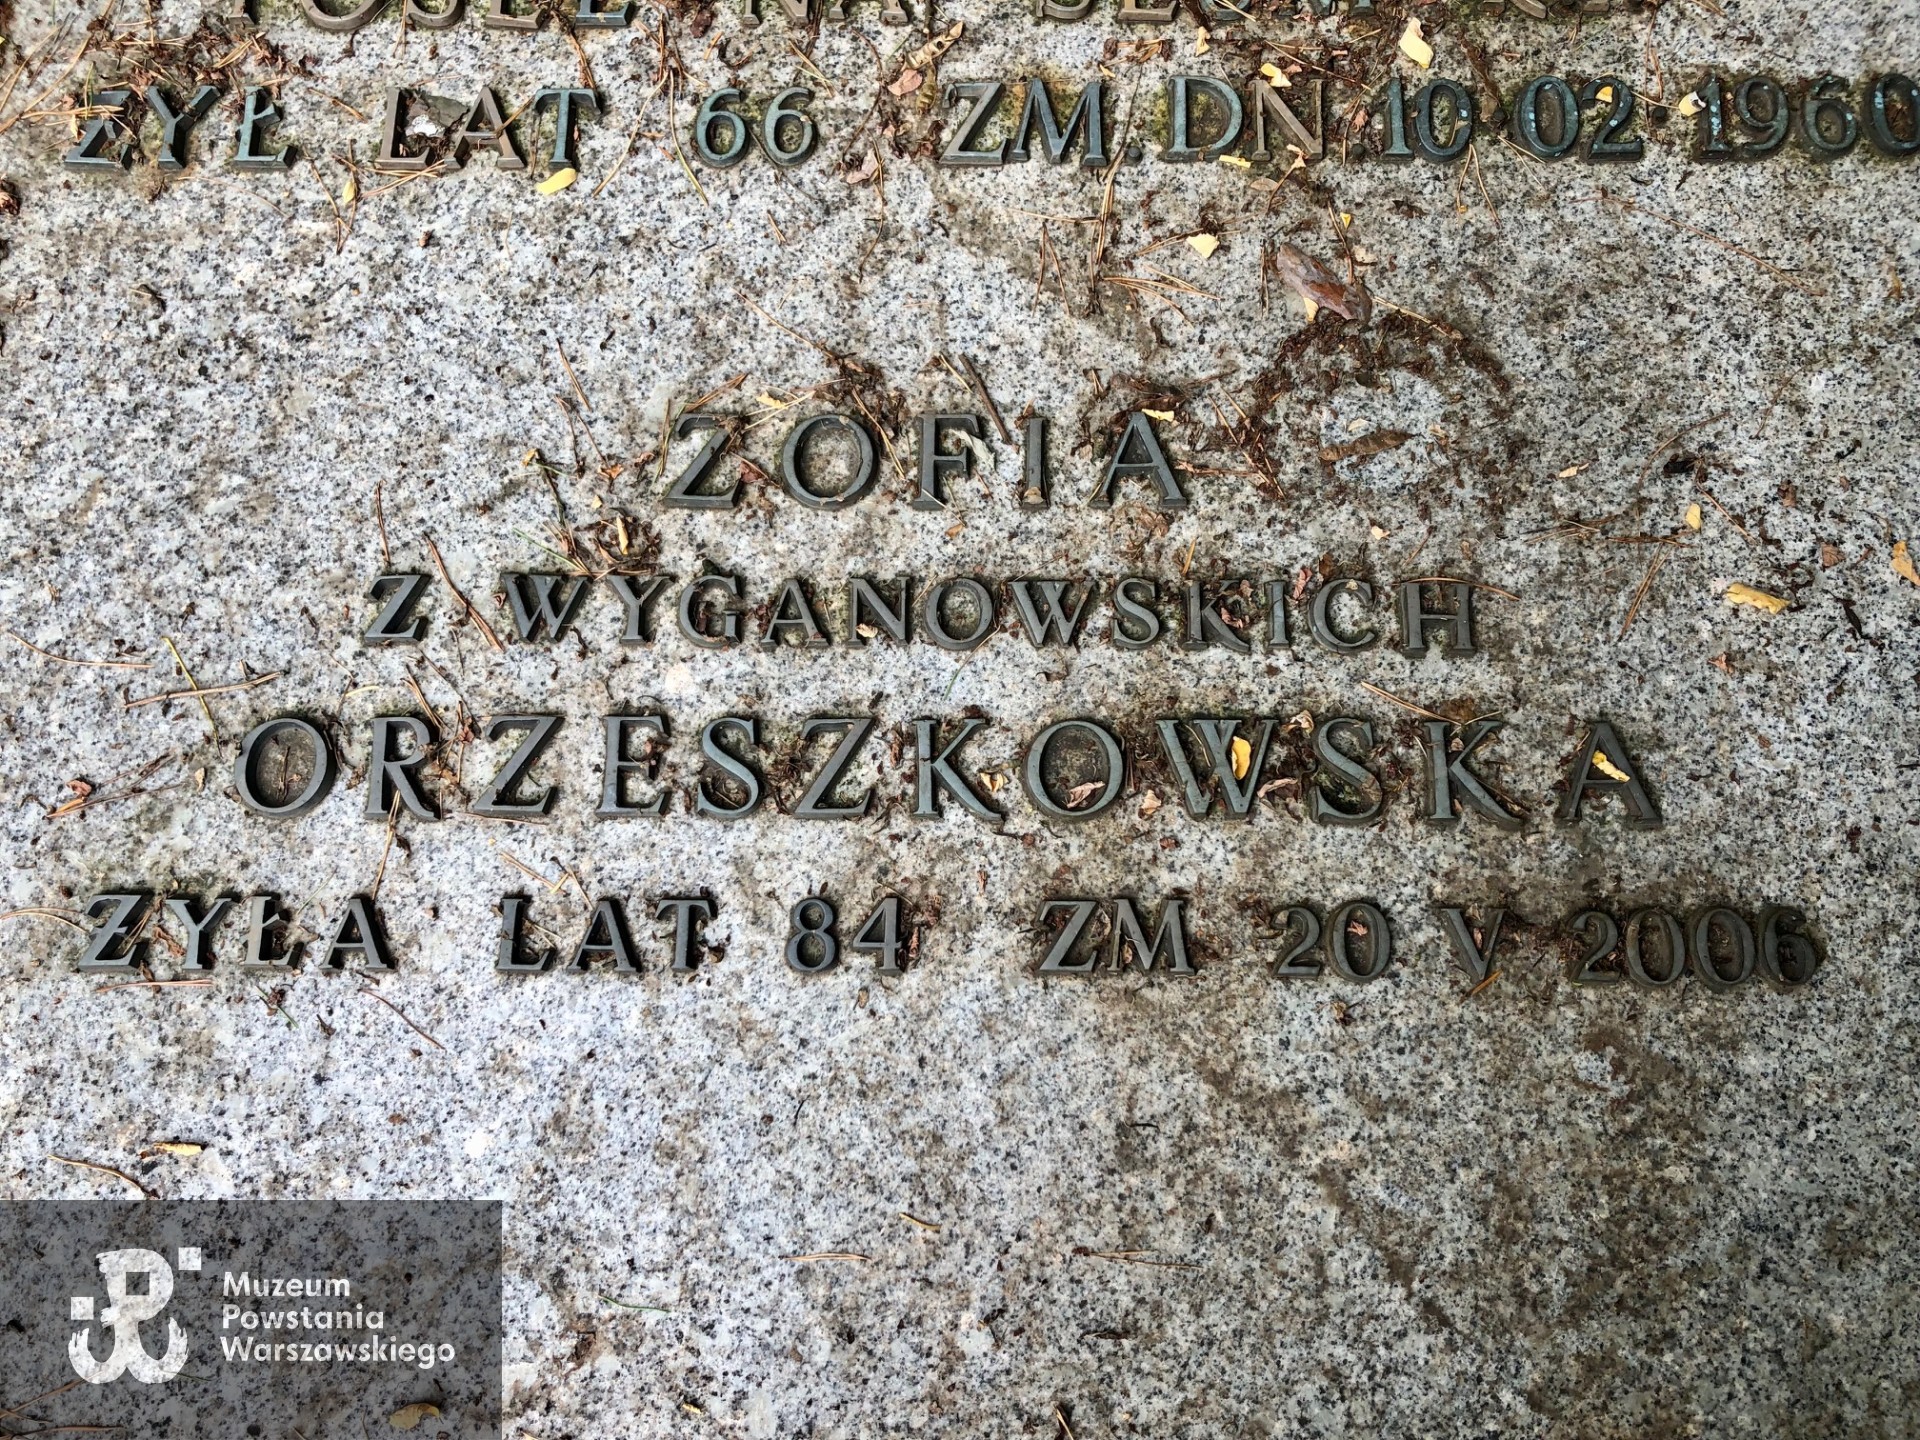 ŻYŁ LAT 66 ZM. DN 10 02 1960
ZOFIA
Z WYGANOWSKICH
ORZESZKOWSKA
ŻYŁA LAT 84 ZM 20 V 2006
Muzeum
Powstania
Warszawskiego